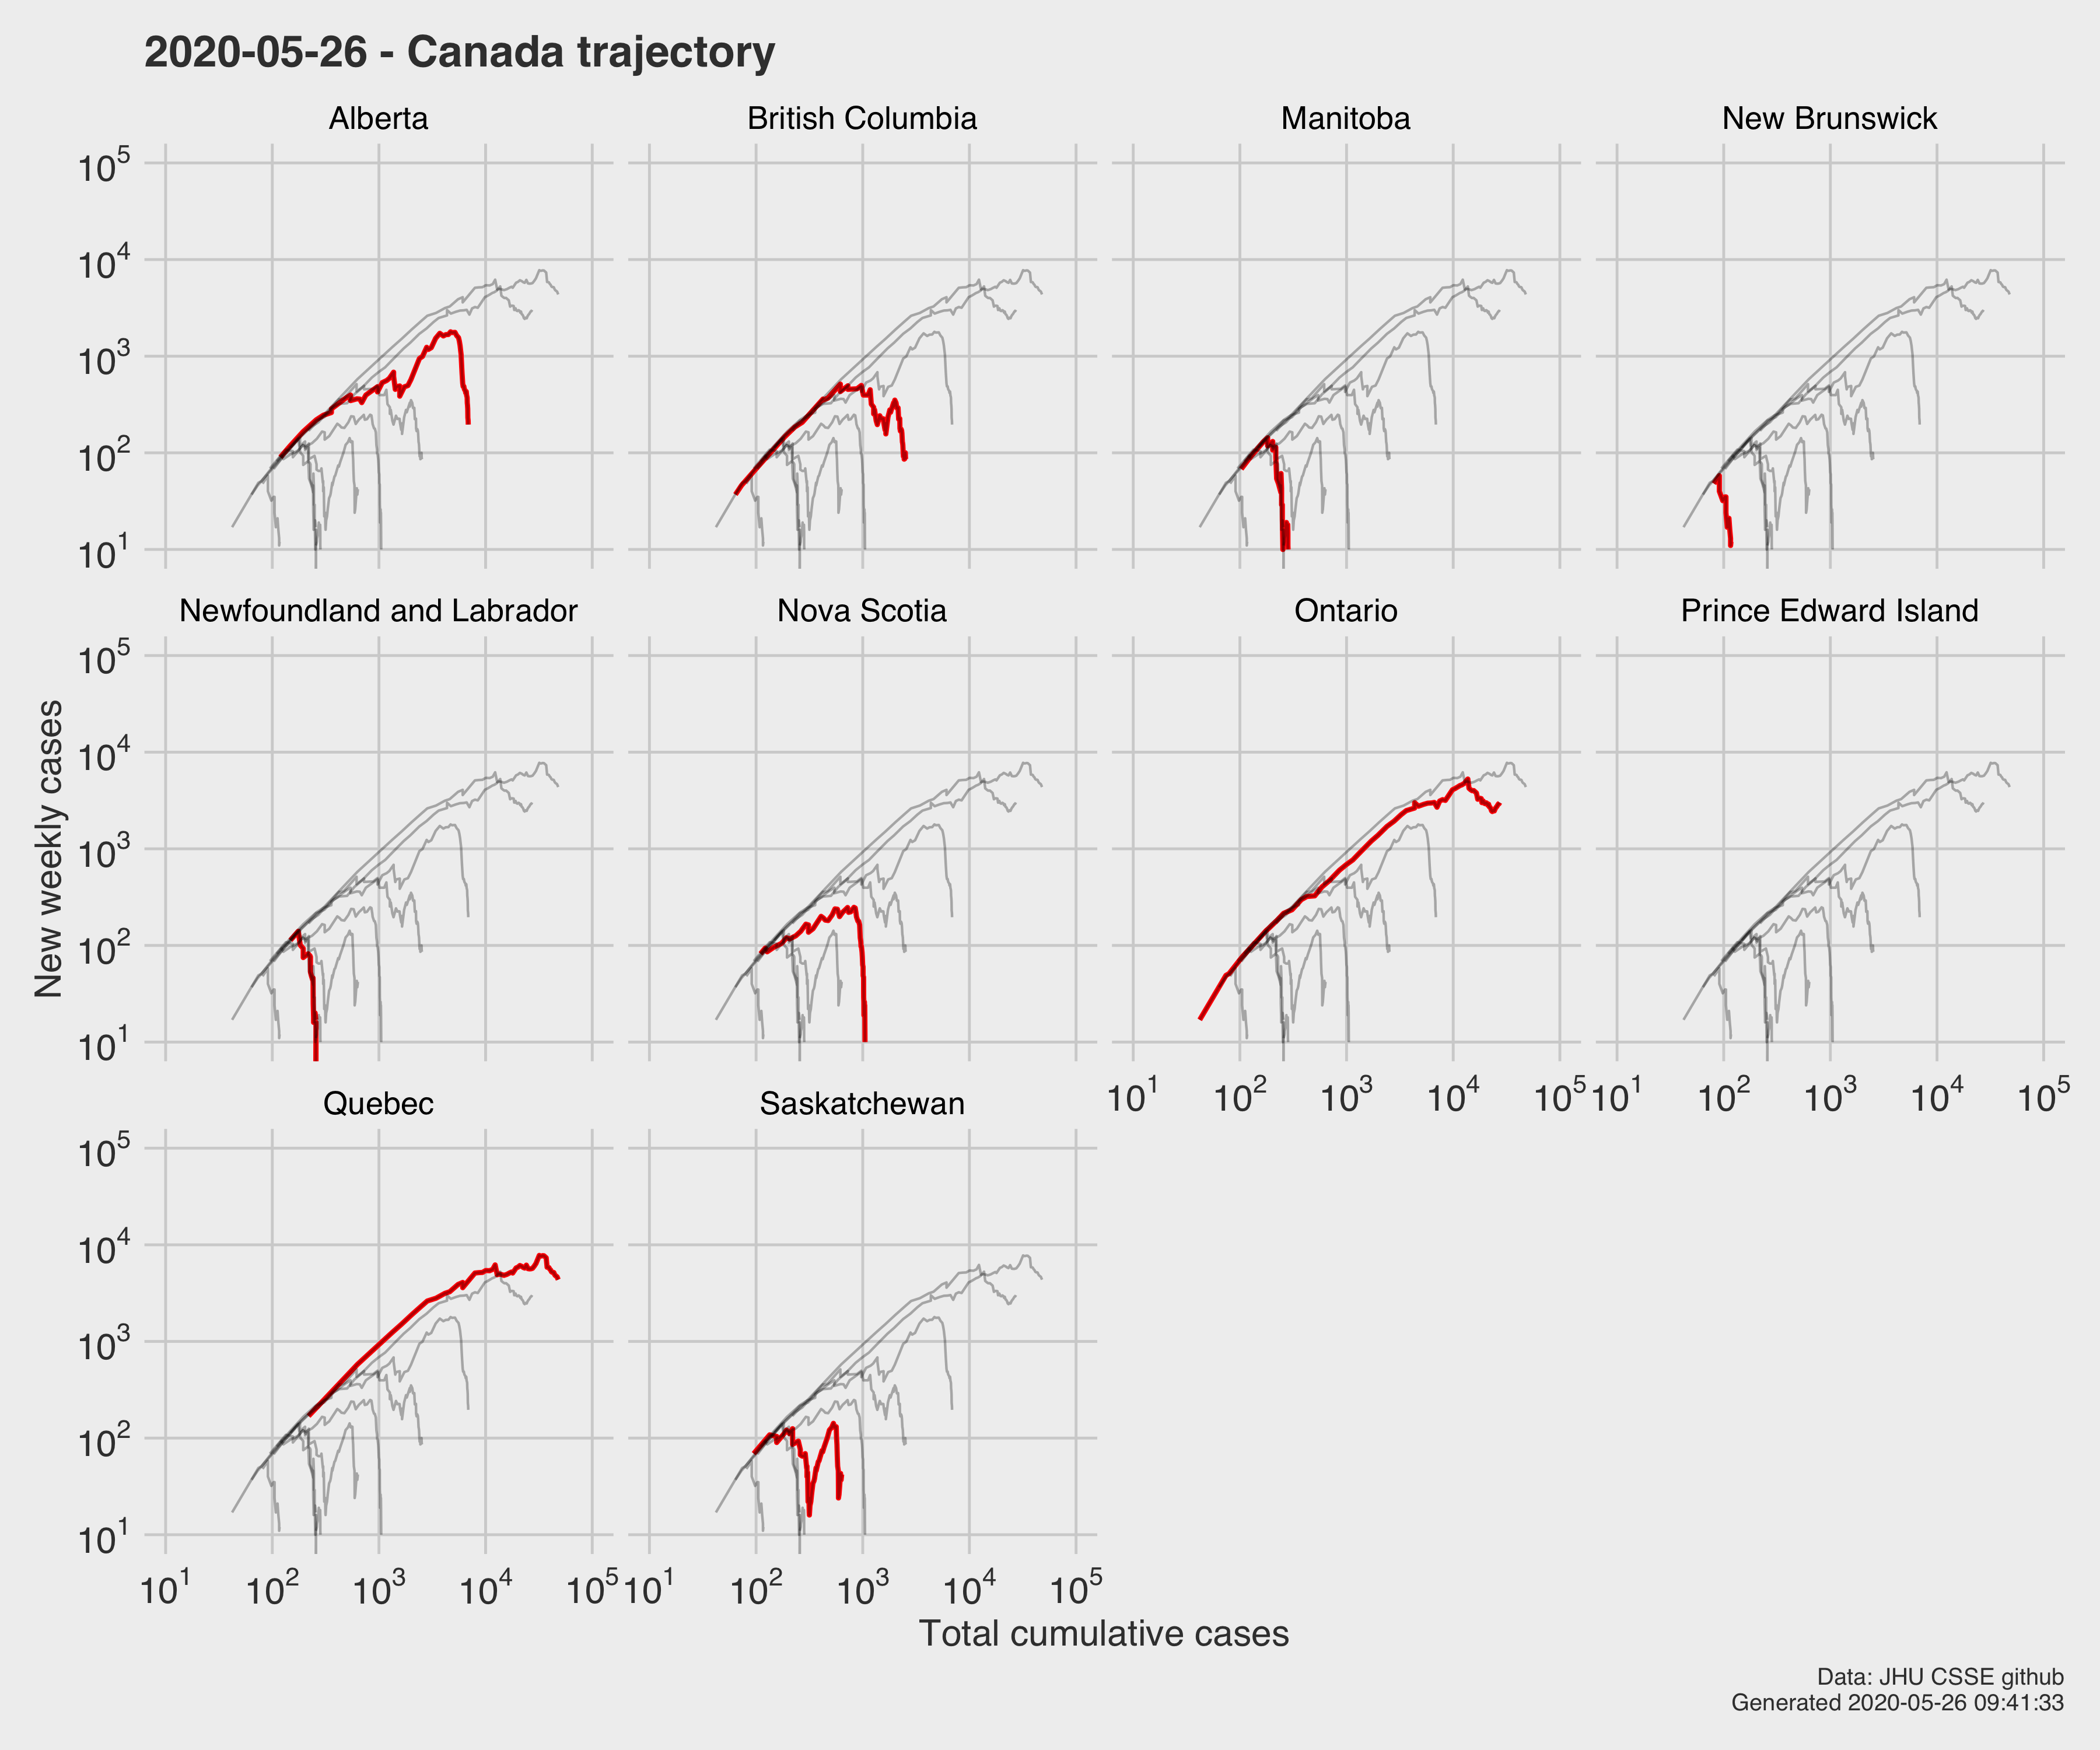 2020-05-26 - Canada trajectory
Alberta British Columbia Manitoba New Brunswick
10⁵
10⁴
10³
10²
10¹
Newfoundland and Labrador Nova Scotia Ontario Prince Edward Island
10⁵
10⁴
10³
10²
10¹
New weekly cases
10¹ 10² 10³ 10⁴ 10⁵ 10¹ 10² 10³ 10⁴ 10⁵
Quebec Saskatchewan
10⁵
10⁴
10³
10²
10¹
10¹ 10² 10³ 10⁴ 10⁵ 10¹ 10² 10³ 10⁴ 10⁵
Total cumulative cases
Data: JHU CSSE github
Generated 2020-05-26 09:41:33